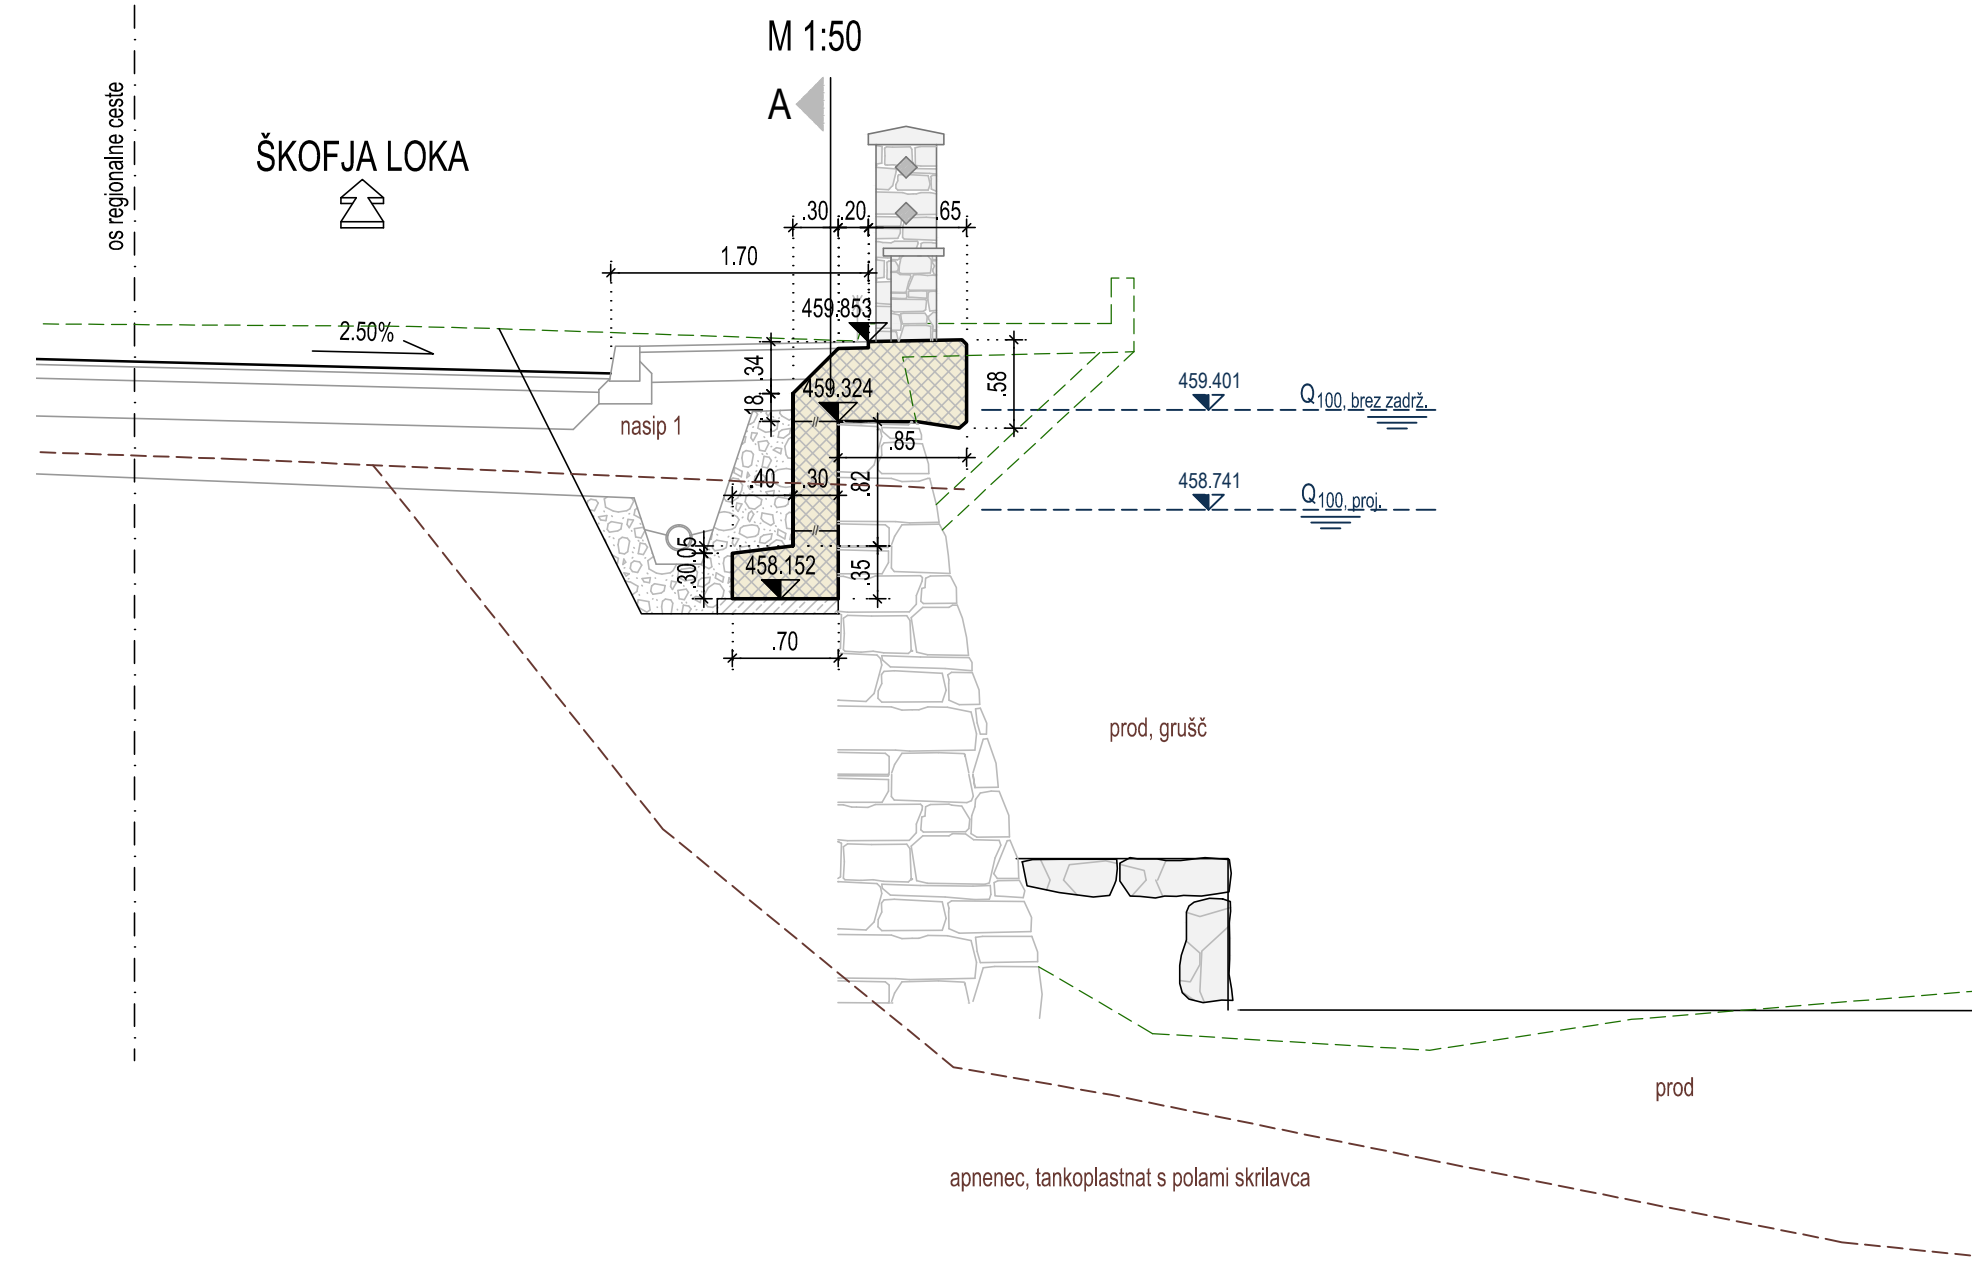 M 1:50
A
os regionalne ceste
ŠKOFJA LOKA
.30
.20
.65
1.70
459.853
2.50%
.34
.58
459.324
.18
459.401
Q100, brez zadrž.
nasip 1
.85
.40
.30
.82
458.741
Q100, proj.
.05
.30
458.152
.35
.70
prod, grušč
prod
apnenec, tankoplastnat s polami skrilavca